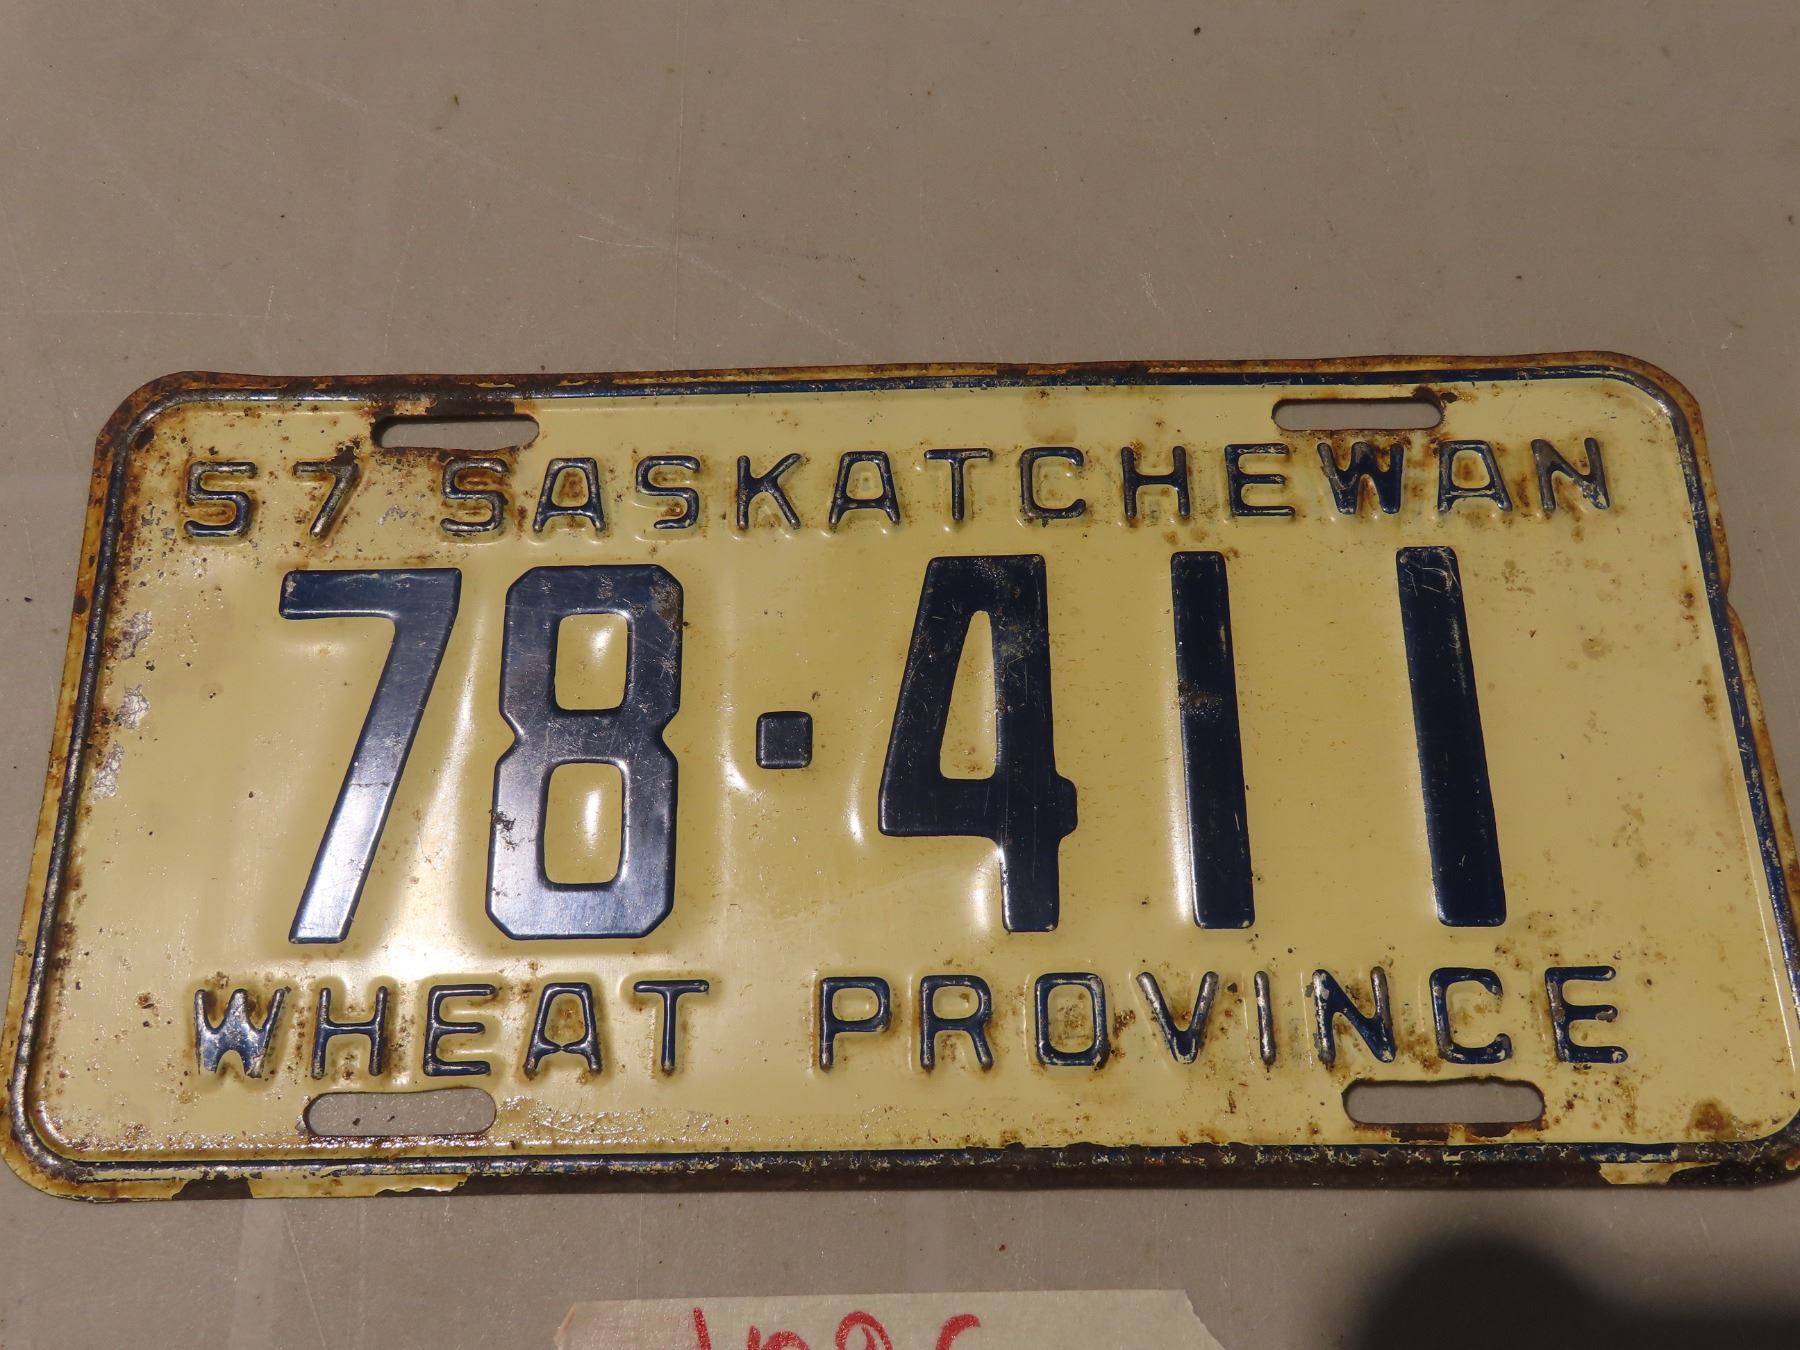 57 SASKATCHEWAN
78·411
WHEAT PROVINCE